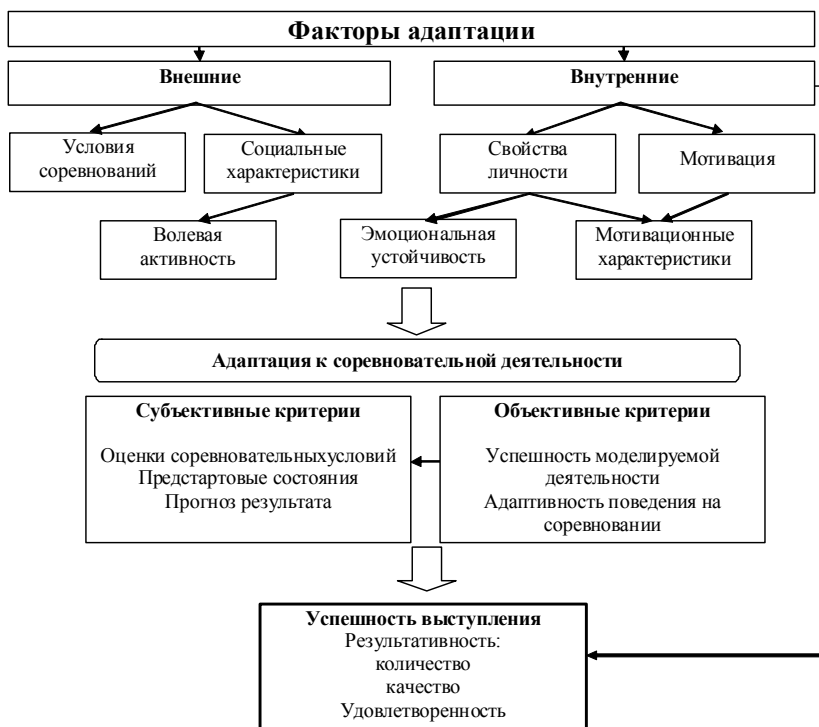 Факторы адаптации
Внешние
Внутренние
Условия
соревнований
Социальные
характеристики
Свойства
личности
Мотивация
Волевая
активность
Эмоциональная
устойчивость
Мотивационные
характеристики
Адаптация к соревновательной деятельности
Субъективные критерии
Оценки соревновательныхусловий
Предстартовые состояния
Прогноз результата
Объективные критерии
Успешность моделируемой
деятельности
Адаптивность поведения на
соревновании
Успешность выступления
Результативность:
количество
качество
Удовлетворенность